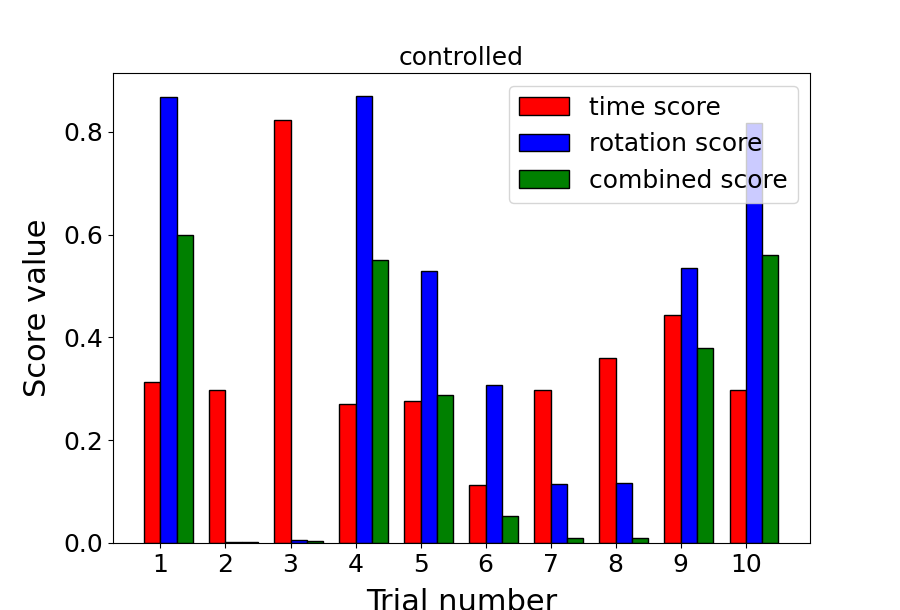 controlled
time score
rotation score
combined score
Score value
0.8
0.6
0.4
0.2
0.0
1 2 3 4 5 6 7 8 9 10
Trial number